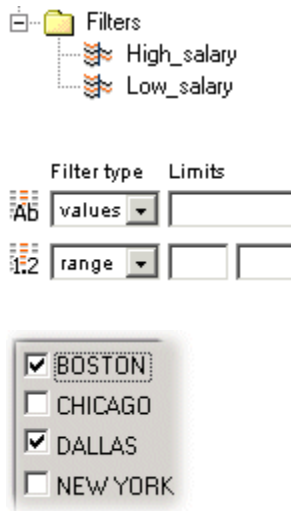 Filters
High_salary
Low_salary
Filter type Limits
Ab values
1.2 range
BOSTON
CHICAGO
DALLAS
NEW YORK